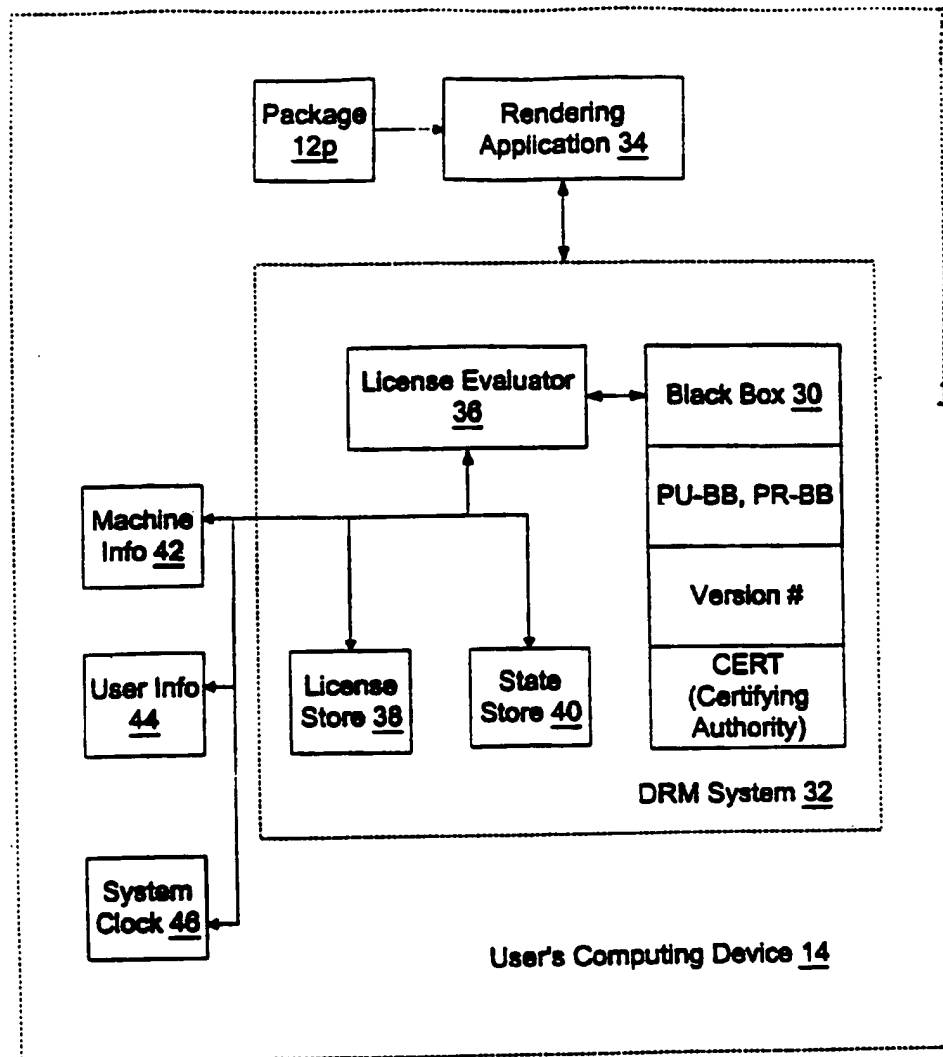 Package
12p
Rendering
Application 34
License Evaluator
36
Black Box 30
PU-BB, PR-BB
Version #
CERT
(Certifying
Authority)
Machine
Info 42
User Info
44
License
Store 38
State
Store 40
DRM System 32
System
Clock 46
User's Computing Device 14